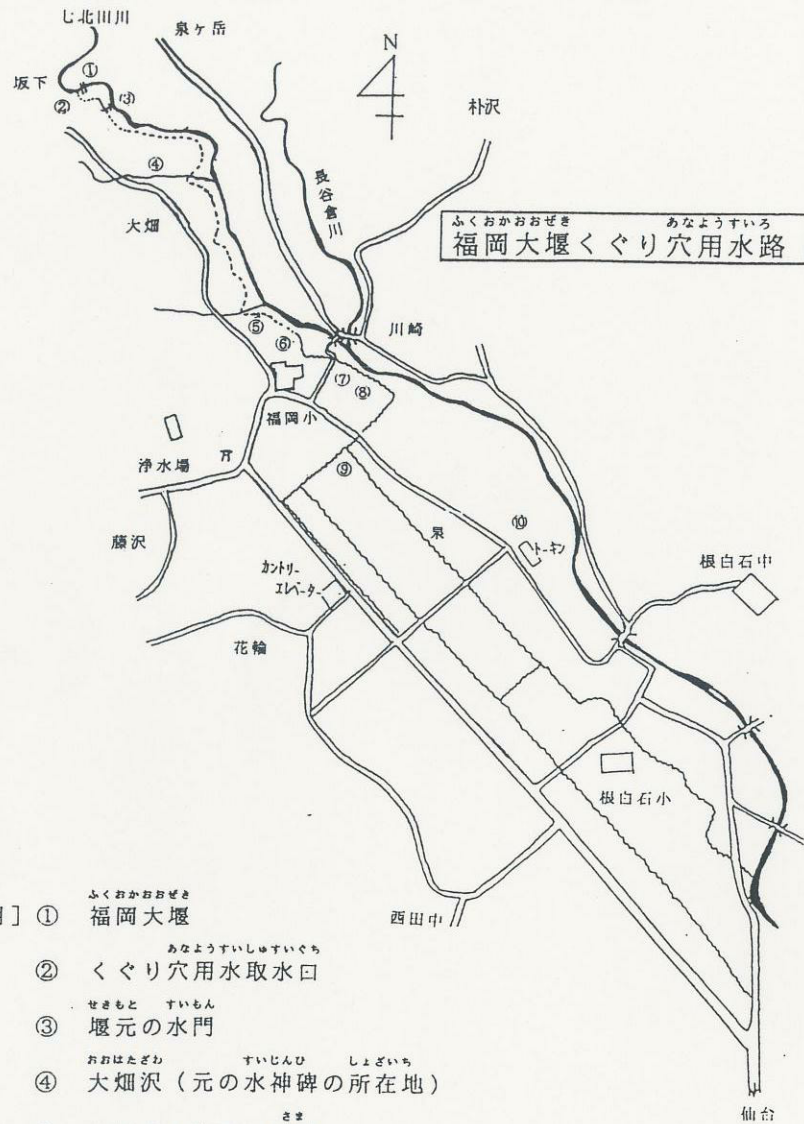 七北田川
泉ヶ岳
N
坂下
①
②
③
朴沢
④
長谷倉川
大畑
ふくおかおおぜき　あなようすいろ
福岡大堰くぐり穴用水路
川崎
⑤
⑥
⑦
⑧
福岡小
浄水場
⑨
藤沢
泉
⑩
トーキン
根白石中
カントリー
エレベーター
花輪
根白石小
西田中
仙台
ふくおかおおぜき
① 福岡大堰
あなようすいしゅすいぐち
② くぐり穴用水取水口
せきもと　すいもん
③ 堰元の水門
おおはたざわ　すいじんひ　しょざいち
④ 大畑沢（元の水神碑の所在地）
さま